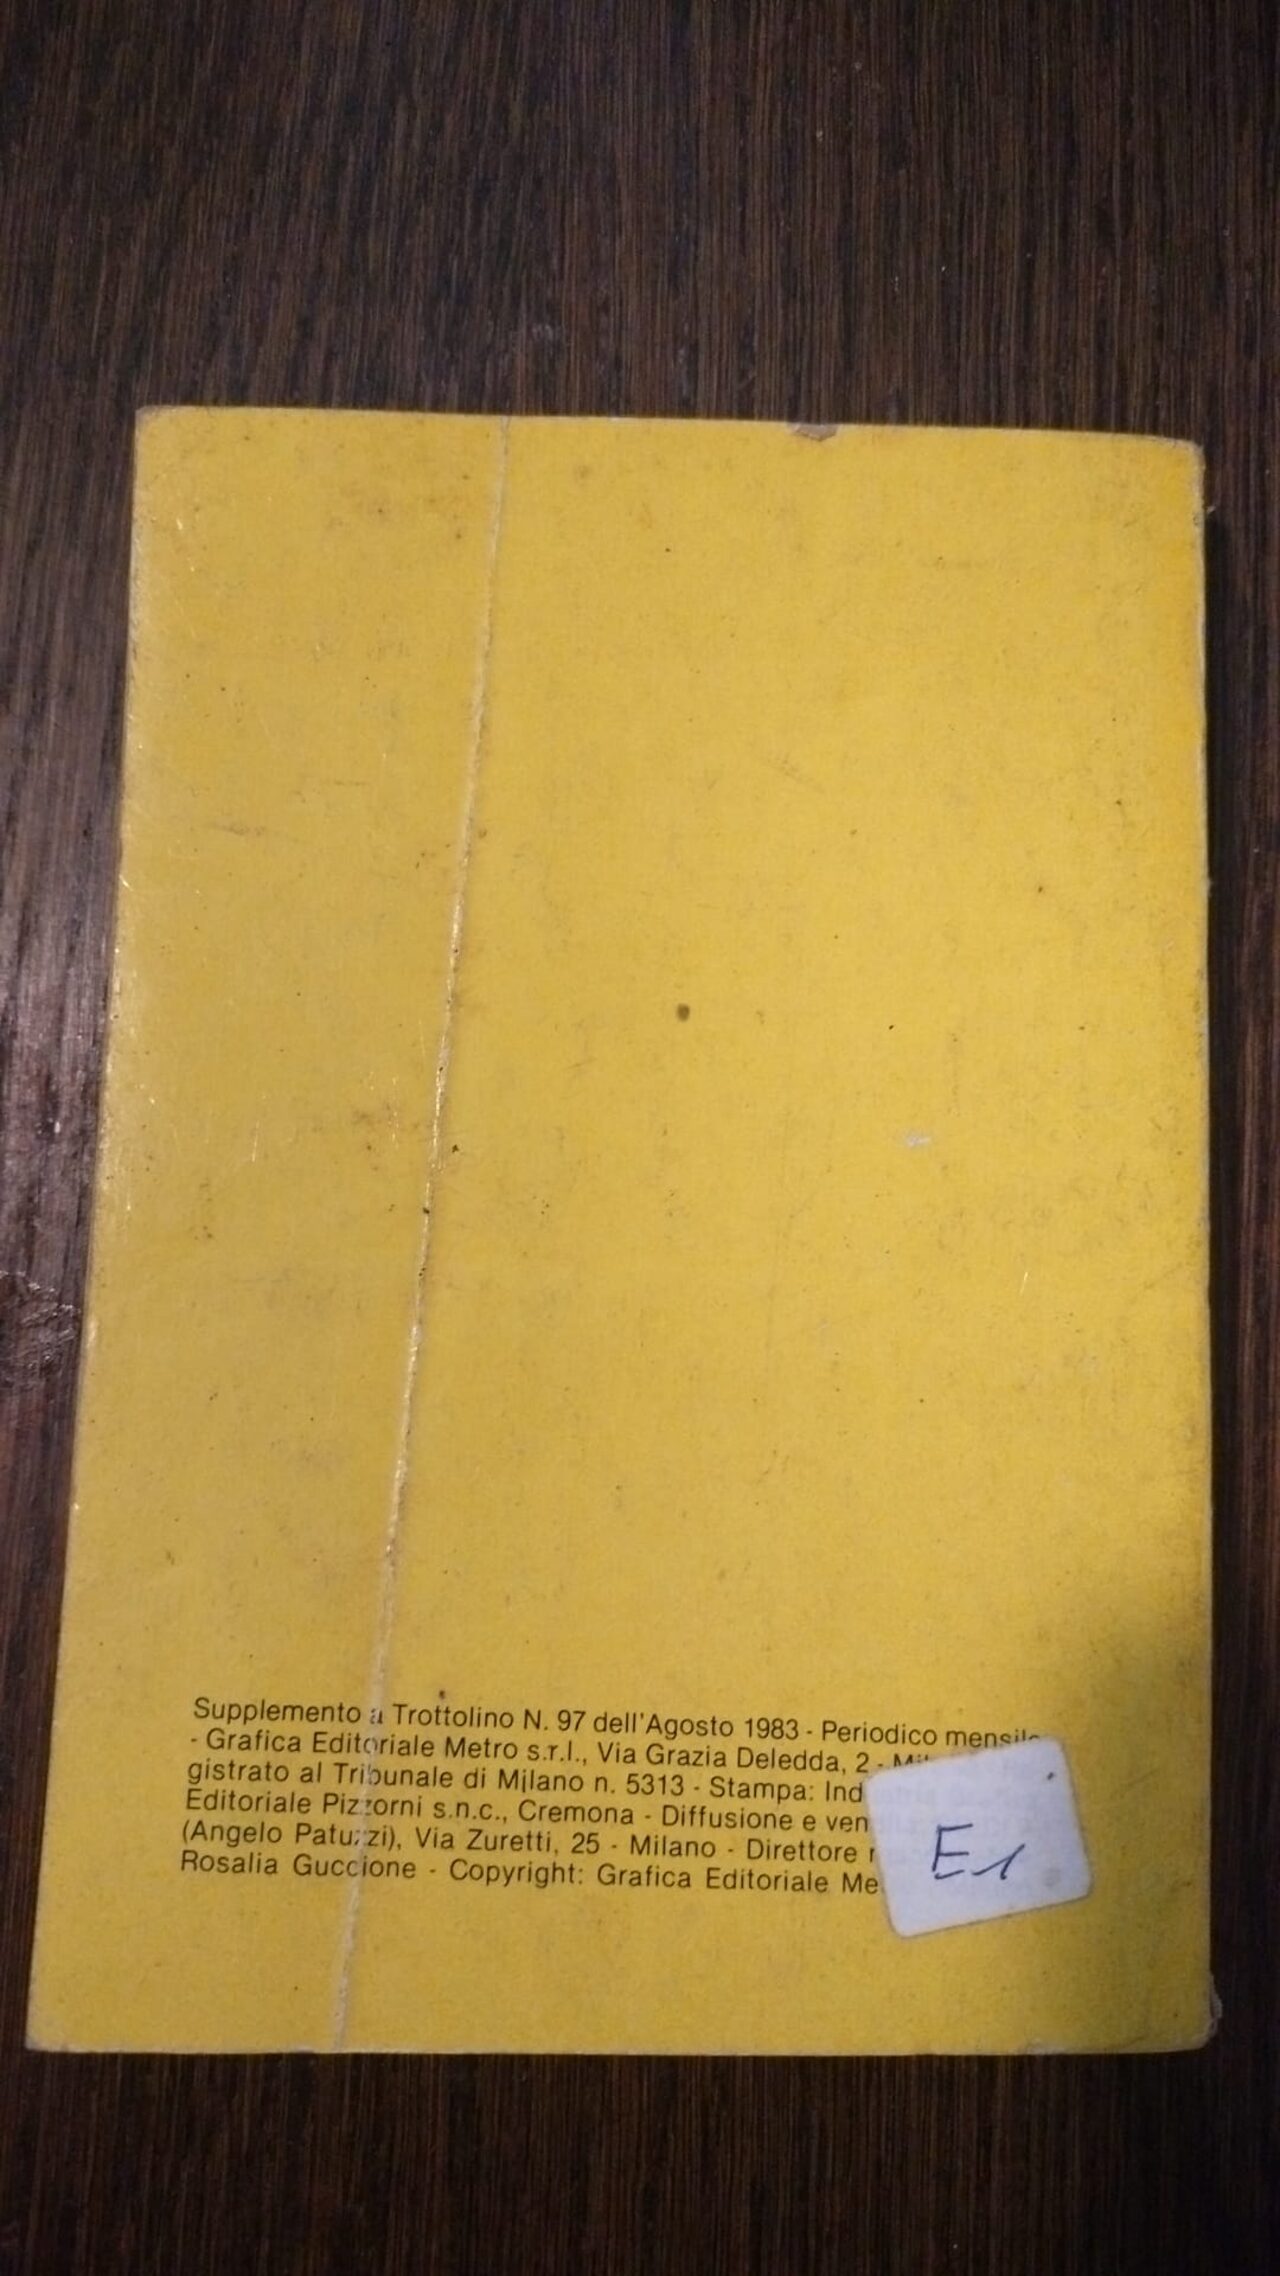 Supplemento a Trottolino N. 97 dell'Agosto 1983 - Periodico mensile
- Grafica Editoriale Metro s.r.l., Via Grazia Deledda, 2 -
gistrato al Tribunale di Milano n. 5313 - Stampa:
Editoriale Pizzorni s.n.c., Cremona - Diffusione e
(Angelo Patuzzi), Via Zuretti, 25 - Milano - Direttore
Rosalia Guccione - Copyright: Grafica Editoriale
E1